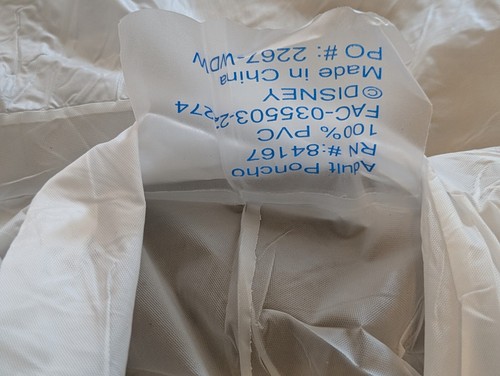 Adult Poncho
RN #:84167
100% PVC
FAC-035503-2 274
©DISNEY
Made in China
PO #: 2267-WDW